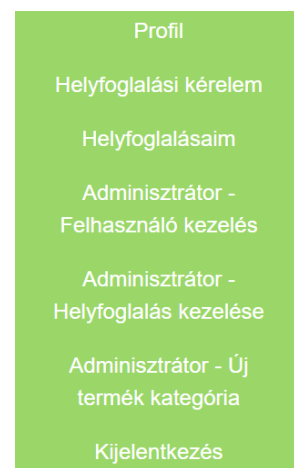 Profil
Helyfoglalási kérelem
Helyfoglalásaim
Adminisztrátor -
Felhasználó kezelés
Adminisztrátor -
Helyfoglalás kezelése
Adminisztrátor - Új
termék kategória
Kijelentkezés